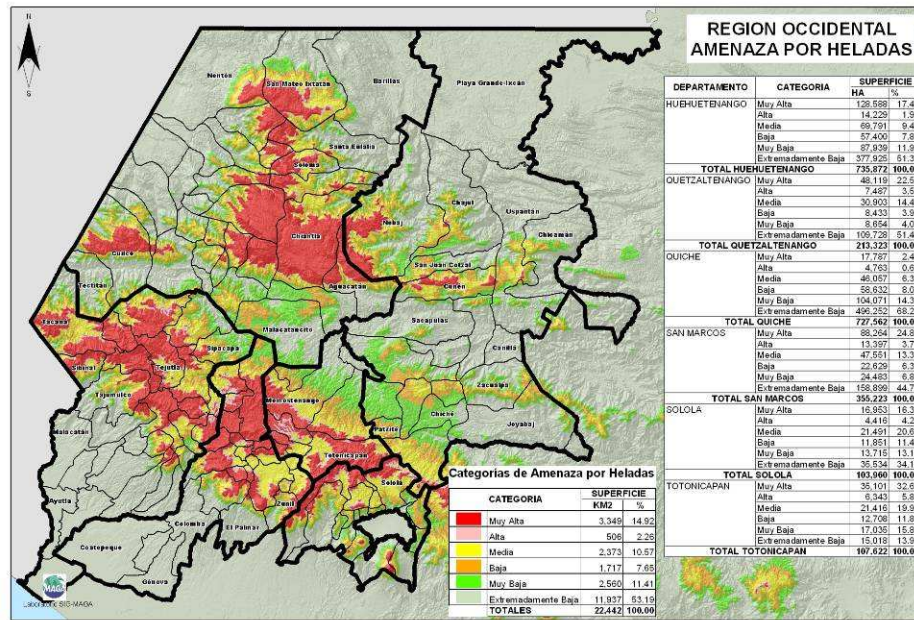 N
S
REGION OCCIDENTAL
AMENAZA POR HELADAS
DEPARTAMENTO CATEGORIA SUPERFICIE
HA %
HUEHUETENANGO Muy Alta 128,588 17.4
Alta 14,229 1.9
Media 69,791 9.4
Baja 57,400 7.8
Muy Baja 87,939 11.9
Extremadamente Baja 377,925 51.3
TOTAL HUEHUETENANGO 735,872 100.0
QUETZALTENANGO Muy Alta 48,119 22.5
Alta 7,487 3.5
Media 30,903 14.4
Baja 8,433 3.9
Muy Baja 8,654 4.0
Extremadamente Baja 109,728 51.4
TOTAL QUETZALTENANGO 213,323 100.0
QUICHE Muy Alta 17,787 2.4
Alta 4,763 0.6
Media 46,057 6.3
Baja 58,632 8.0
Muy Baja 104,071 14.3
Extremadamente Baja 496,252 68.2
TOTAL QUICHE 727,562 100.0
SAN MARCOS Muy Alta 88,264 24.8
Alta 13,397 3.7
Media 47,551 13.3
Baja 22,629 6.3
Muy Baja 24,483 6.8
Extremadamente Baja 158,899 44.7
TOTAL SAN MARCOS 355,223 100.0
SOLOLA Muy Alta 16,953 16.3
Alta 4,416 4.2
Media 21,491 20.6
Baja 11,851 11.4
Muy Baja 13,715 13.1
Extremadamente Baja 35,534 34.1
TOTAL SOLOLA 103,960 100.0
TOTONICAPAN Muy Alta 35,101 32.6
Alta 6,343 5.8
Media 21,416 19.9
Baja 12,708 11.8
Muy Baja 17,035 15.8
Extremadamente Baja 15,018 13.9
TOTAL TOTONICAPAN 107,622 100.0
Nentón
San Mateo Ixtatán
Barillas
Playa Grande-Ixcán
Santa Eulalia
Soloma
Chajul
Nebaj
Uspantán
Chicamán
Chiantla
Cuilco
San Juan Cotzal
Cunén
Aguacatán
Tectitán
Malacatancito
Sacapulas
Tacaná
Sipacapa
Sibinal
Tejutla
Canillá
Tajumulco
Zacualpa
Momostenango
Malacatán
Chiché
Joyabaj
Patzité
Totonicapan
Sololá
Zunil
Ayutla
Colomba
El Palmar
Coatepeque
Génova
Categorías de Amenaza por Heladas
CATEGORIA SUPERFICIE
KM2 %
Muy Alta 3,349 14.92
Alta 506 2.26
Media 2,373 10.57
Baja 1,717 7.65
Muy Baja 2,560 11.41
Extremadamente Baja 11,937 53.19
TOTALES 22,442 100.00
MAGA
Laboratorio SIG-MAGA